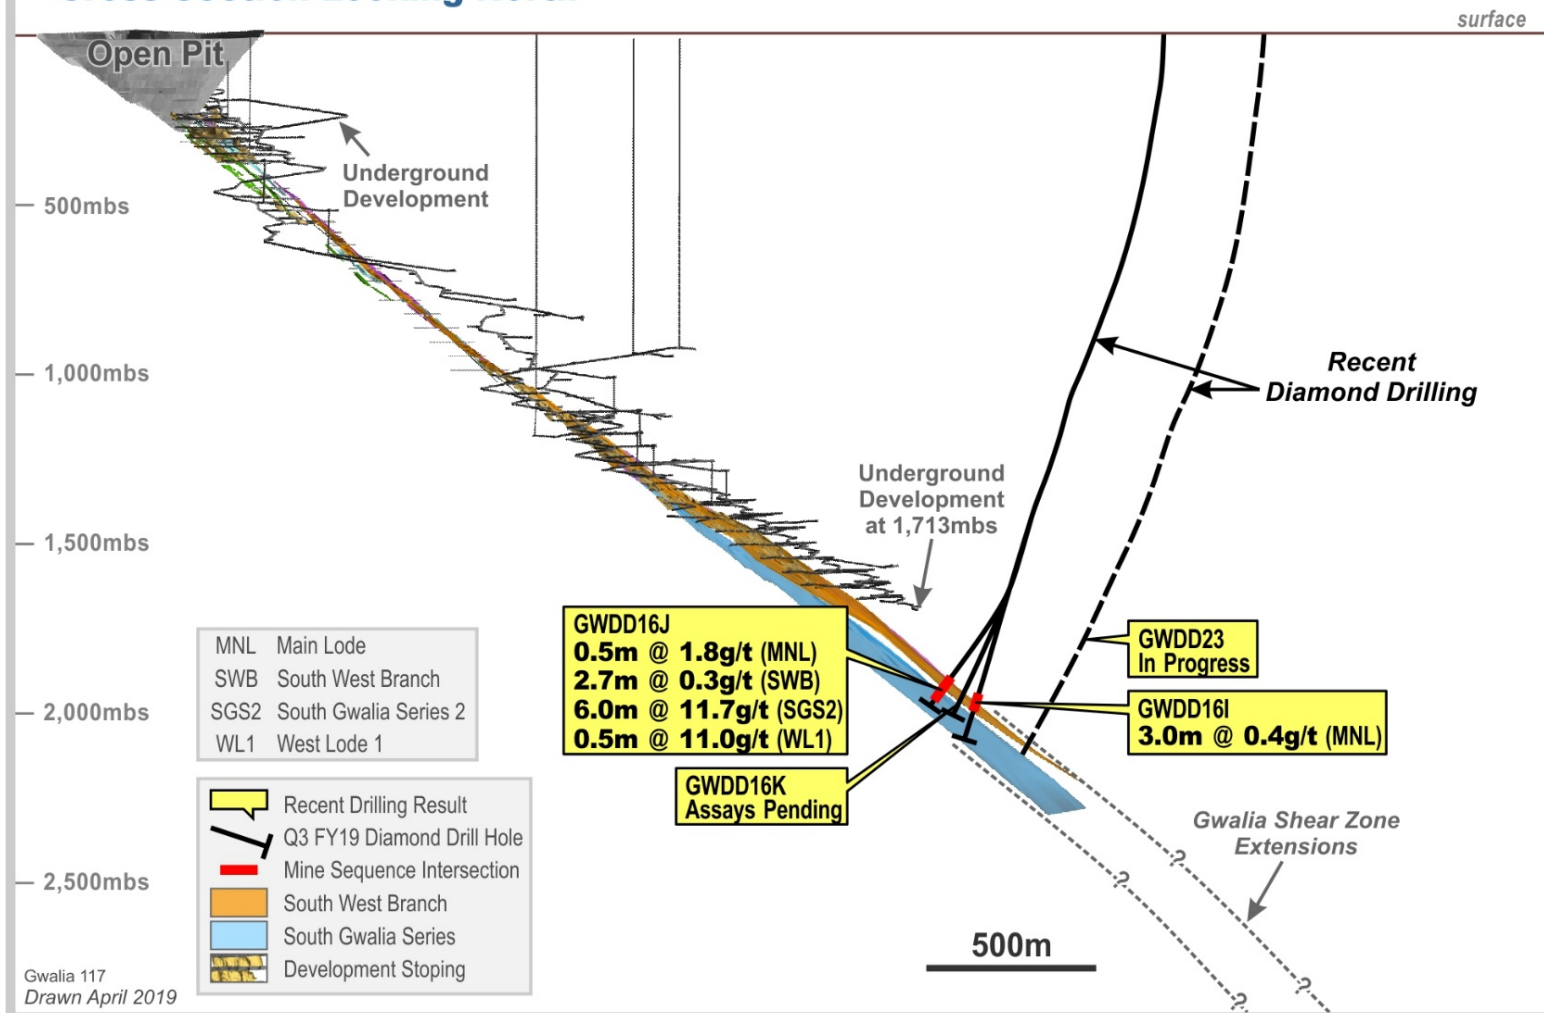 surface
Open Pit
Underground
Development
500mbs
1,000mbs
Recent
Diamond Drilling
Underground
Development
at 1,713mbs
1,500mbs
GWDD16J
0.5m @ 1.8g/t (MNL)
2.7m @ 0.3g/t (SWB)
6.0m @ 11.7g/t (SGS2)
0.5m @ 11.0g/t (WL1)
GWDD23
In Progress
MNL Main Lode
SWB South West Branch
SGS2 South Gwalia Series 2
WL1 West Lode 1
2,000mbs
GWDD16I
3.0m @ 0.4g/t (MNL)
GWDD16K
Assays Pending
Recent Drilling Result
Q3 FY19 Diamond Drill Hole
Mine Sequence Intersection
South West Branch
South Gwalia Series
Development Stoping
Gwalia Shear Zone
Extensions
?
?
2,500mbs
500m
?
?
Gwalia 117
Drawn April 2019